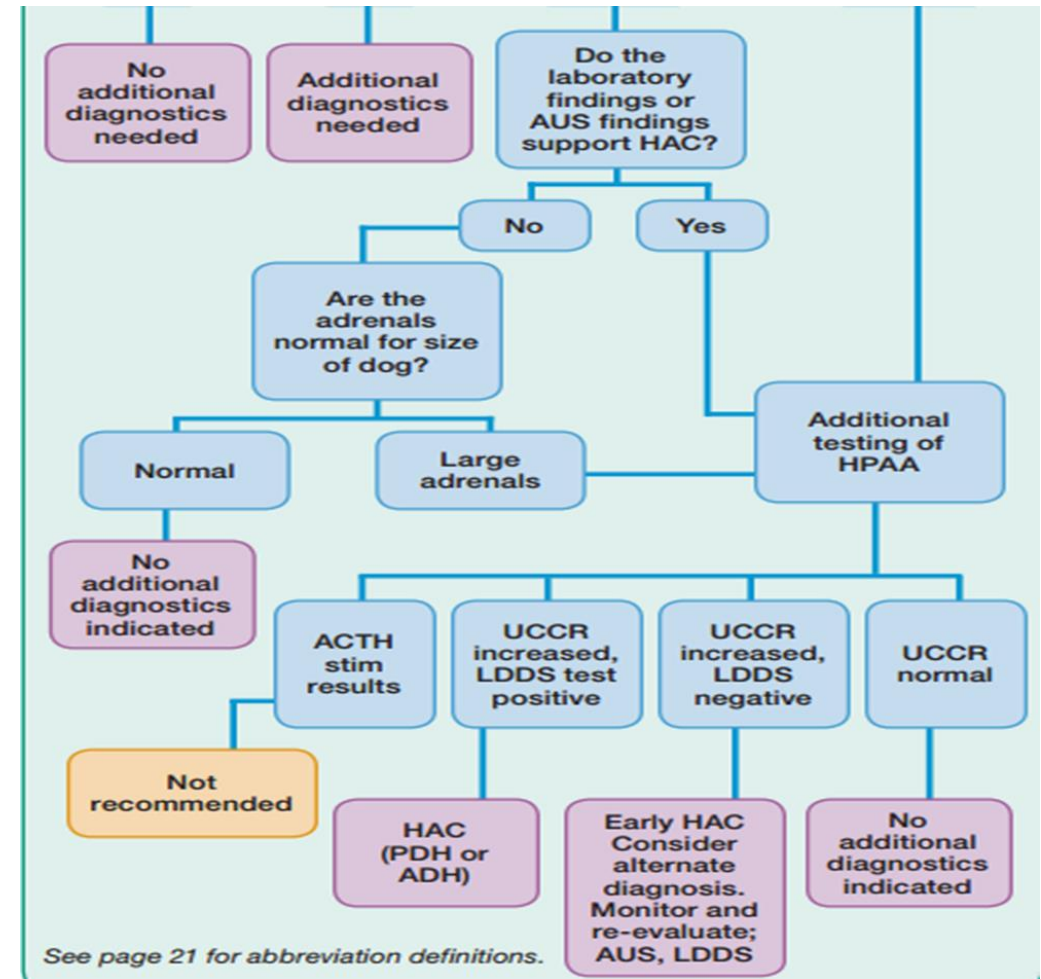 No
additional
diagnostics
needed
Additional
diagnostics
needed
Do the
laboratory
findings or
AUS findings
support HAC?
No
Yes
Are the
adrenals
normal for size
of dog?
Normal
Large
adrenals
Additional
testing of
HPAA
No
additional
diagnostics
indicated
ACTH
stim
results
UCCR
increased,
LDDS test
positive
UCCR
increased,
LDDS
negative
UCCR
normal
Not
recommended
HAC
(PDH or
ADH)
Early HAC
Consider
alternate
diagnosis.
Monitor and
re-evaluate;
AUS, LDDS
No
additional
diagnostics
indicated
See page 21 for abbreviation definitions.